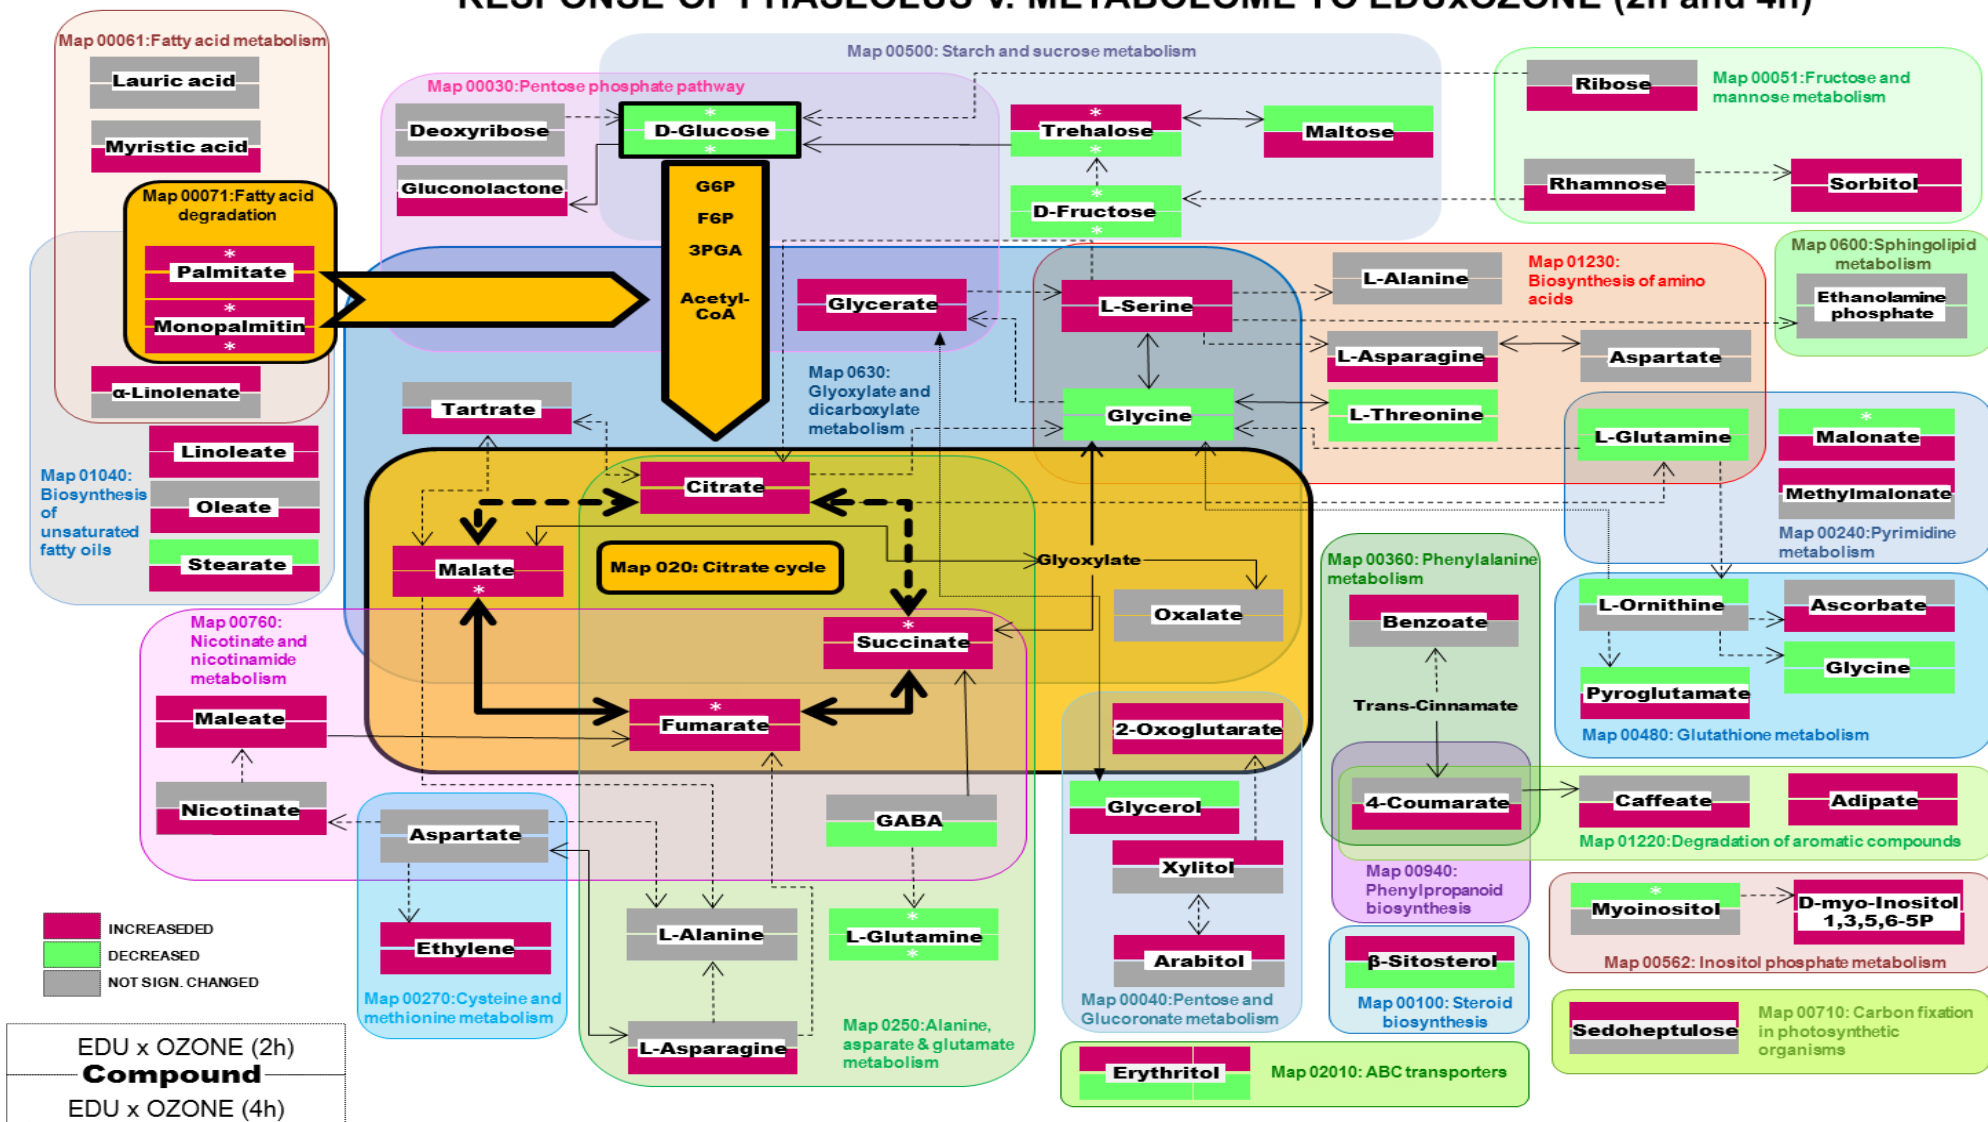 RESPONSE OF PHASEOLUS V. METABOLOME TO EDUxOZONE (2h and 4h)
Map 00061:Fatty acid metabolism
Lauric acid
Myristic acid
Map 00071:Fatty acid
degradation
*
Palmitate
*
Monopalmitin
*
α-Linolenate
Linoleate
Map 01040:
Biosynthesis
of
unsaturated
fatty oils
Oleate
Stearate
Map 00500: Starch and sucrose metabolism
Map 00030:Pentose phosphate pathway
Deoxyribose
*
D-Glucose
*
Gluconolactone
*
Trehalose
*
Maltose
*
D-Fructose
*
G6P
F6P
3PGA
Acetyl-
CoA
Ribose
Map 00051:Fructose and
mannose metabolism
Rhamnose
Sorbitol
Map 0600:Sphingolipid
metabolism
Ethanolamine
phosphate
Map 01230:
Biosynthesis of amino
acids
Glycerate
L-Serine
L-Alanine
L-Asparagine
Aspartate
Map 0630:
Glyoxylate and
dicarboxylate
metabolism
Glycine
L-Threonine
L-Glutamine
*
Malonate
Methylmalonate
Map 00240:Pyrimidine
metabolism
Tartrate
Citrate
Malate
*
Map 020: Citrate cycle
Glyoxylate
Oxalate
*
Succinate
*
Fumarate
2-Oxoglutarate
Map 00360: Phenylalanine
metabolism
Benzoate
Trans-Cinnamate
4-Coumarate
L-Ornithine
Ascorbate
Glycine
Pyroglutamate
Map 00480: Glutathione metabolism
Caffeate
Adipate
Map 01220:Degradation of aromatic compounds
Map 00940:
Phenylpropanoid
biosynthesis
Map 00760:
Nicotinate and
nicotinamide
metabolism
Maleate
Nicotinate
Aspartate
Ethylene
Map 00270:Cysteine and
methionine metabolism
GABA
L-Alanine
*
L-Glutamine
*
L-Asparagine
Map 0250:Alanine,
asparate & glutamate
metabolism
Glycerol
Xylitol
Arabitol
Map 00040:Pentose and
Glucoronate metabolism
β-Sitosterol
Map 00100: Steroid
biosynthesis
Erythritol
Map 02010: ABC transporters
*
Myoinositol
D-myo-Inositol
1,3,5,6-5P
Map 00562: Inositol phosphate metabolism
Sedoheptulose
Map 00710: Carbon fixation
in photosynthetic
organisms
INCREASEDED
DECREASED
NOT SIGN. CHANGED
EDU x OZONE (2h)
Compound
EDU x OZONE (4h)